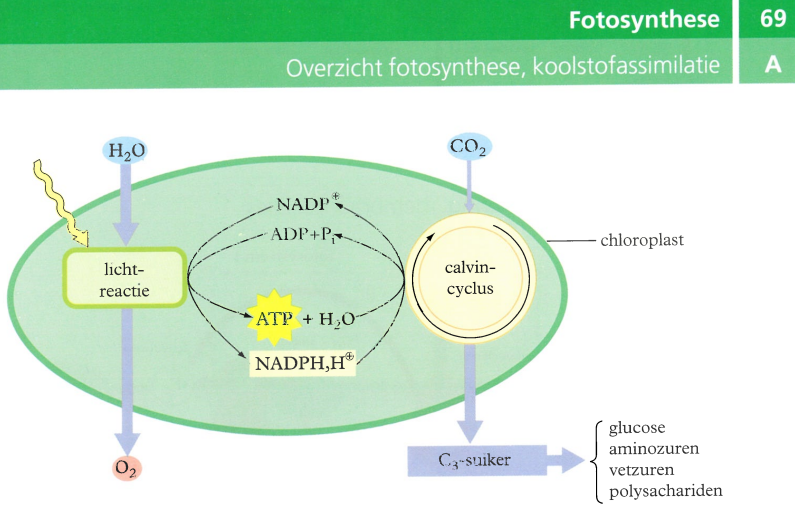 Fotosynthese 69
Overzicht fotosynthese, koolstofassimilatie A
H₂O
CO₂
NADP⊕
ADP+Pᵢ
chloroplast
licht-
reactie
calvin-
cyclus
ATP + H₂O
NADPH,H⊕
O₂
C₃-suiker
glucose
aminozuren
vetzuren
polysachariden